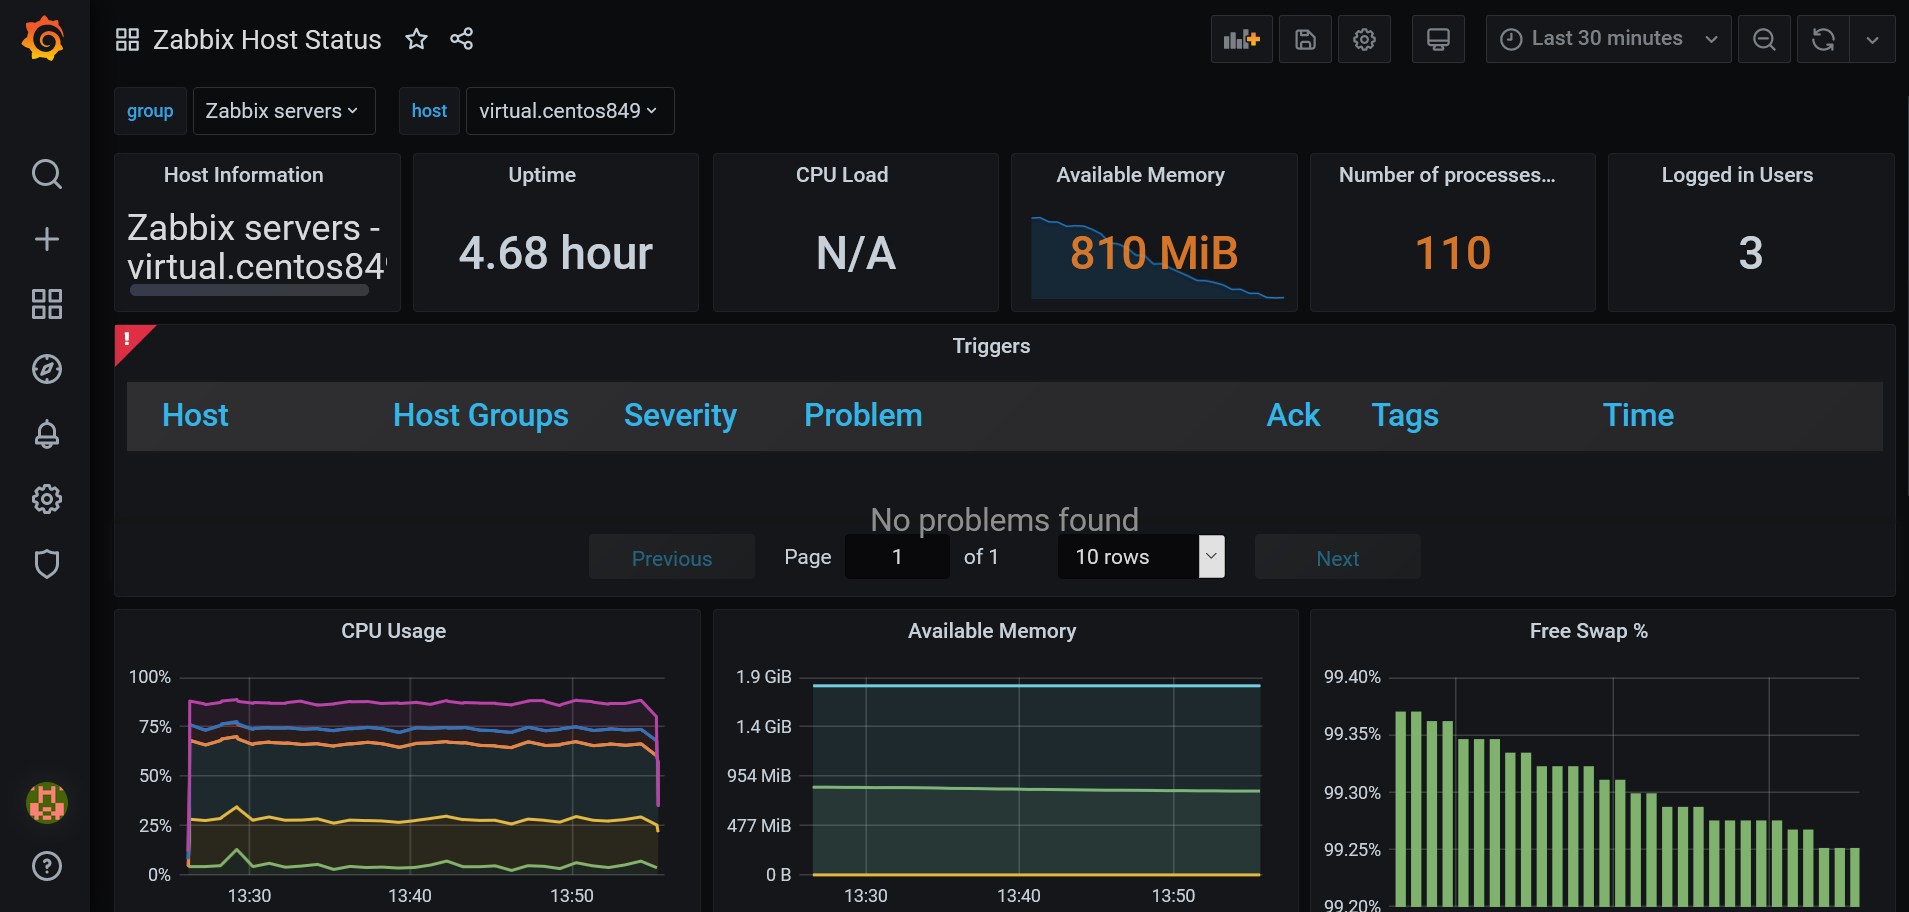 Zabbix Host Status
Last 30 minutes
group
Zabbix servers
host
virtual.centos849
Host Information
Uptime
CPU Load
Available Memory
Number of processes...
Logged in Users
Zabbix servers -
virtual.centos84
4.68 hour
N/A
810 MiB
110
3
!
Triggers
Host
Host Groups
Severity
Problem
Ack
Tags
Time
No problems found
Previous
Page
1
of 1
10 rows
Next
CPU Usage
100%
75%
50%
25%
0%
13:30
13:40
13:50
Available Memory
1.9 GiB
1.4 GiB
954 MiB
477 MiB
0 B
13:30
13:40
13:50
Free Swap %
99.40%
99.35%
99.30%
99.25%
99.20%